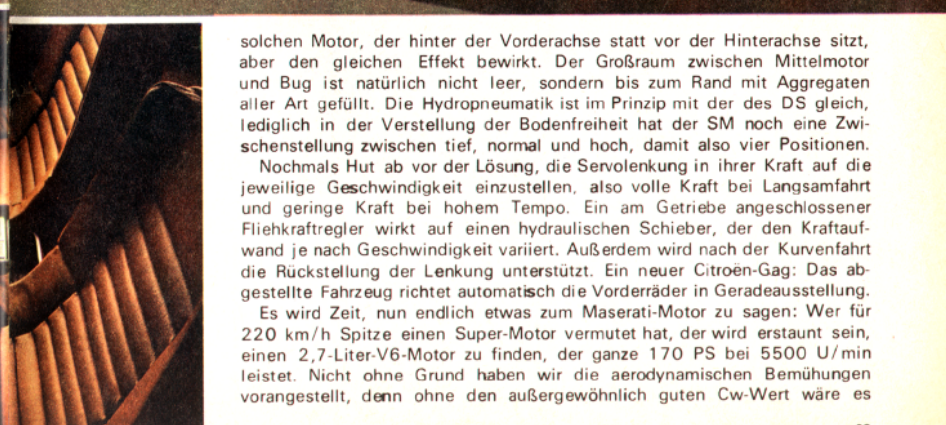 solchen Motor, der hinter der Vorderachse statt vor der Hinterachse sitzt,
aber den gleichen Effekt bewirkt. Der Großraum zwischen Mittelmotor
und Bug ist natürlich nicht leer, sondern bis zum Rand mit Aggregaten
aller Art gefüllt. Die Hydropneumatik ist im Prinzip mit der des DS gleich,
lediglich in der Verstellung der Bodenfreiheit hat der SM noch eine Zwi-
schenstellung zwischen tief, normal und hoch, damit also vier Positionen.
Nochmals Hut ab vor der Lösung, die Servolenkung in ihrer Kraft auf die
jeweilige Geschwindigkeit einzustellen, also volle Kraft bei Langsamfahrt
und geringe Kraft bei hohem Tempo. Ein am Getriebe angeschlossener
Fliehkraftregler wirkt auf einen hydraulischen Schieber, der den Kraftauf-
wand je nach Geschwindigkeit variiert. Außerdem wird nach der Kurvenfahrt
die Rückstellung der Lenkung unterstützt. Ein neuer Citroën-Gag: Das ab-
gestellte Fahrzeug richtet automatisch die Vorderräder in Geradeausstellung.
Es wird Zeit, nun endlich etwas zum Maserati-Motor zu sagen: Wer für
220 km/h Spitze einen Super-Motor vermutet hat, der wird erstaunt sein,
einen 2,7-Liter-V6-Motor zu finden, der ganze 170 PS bei 5500 U/min
leistet. Nicht ohne Grund haben wir die aerodynamischen Bemühungen
vorangestellt, denn ohne den außergewöhnlich guten Cw-Wert wäre es